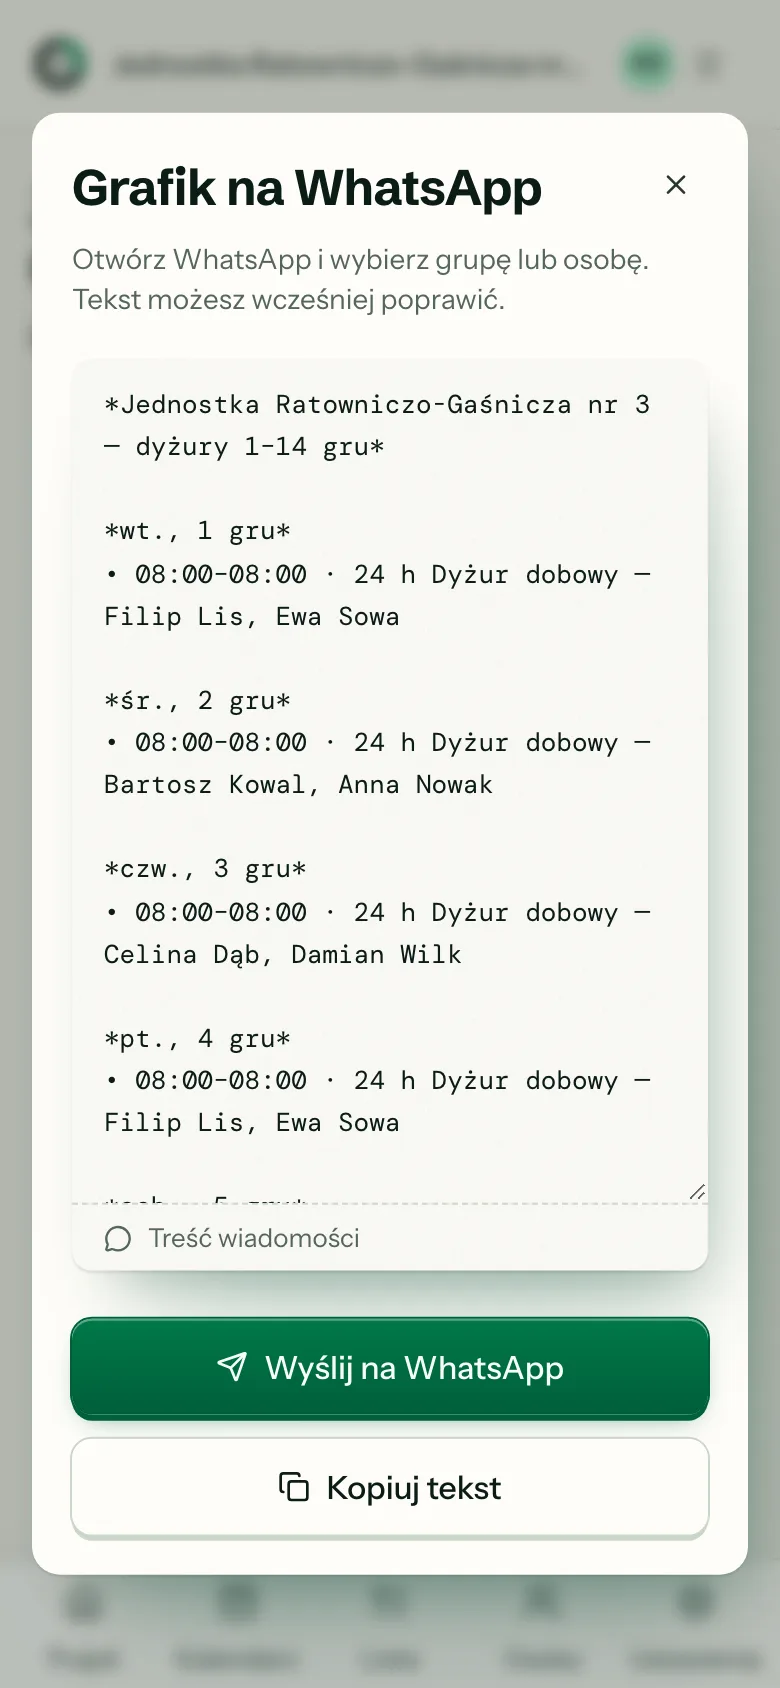 Grafik na WhatsApp
Otwórz WhatsApp i wybierz grupę lub osobę.
Tekst możesz wcześniej poprawić.
*Jednostka Ratowniczo-Gaśnicza nr 3
— dyżury 1–14 gru*
*wt., 1 gru*
• 08:00–08:00 · 24 h Dyżur dobowy —
Filip Lis, Ewa Sowa
*śr., 2 gru*
• 08:00–08:00 · 24 h Dyżur dobowy —
Bartosz Kowal, Anna Nowak
*czw., 3 gru*
• 08:00–08:00 · 24 h Dyżur dobowy —
Celina Dąb, Damian Wilk
*pt., 4 gru*
• 08:00–08:00 · 24 h Dyżur dobowy —
Filip Lis, Ewa Sowa
Treść wiadomości
Wyślij na WhatsApp
Kopiuj tekst